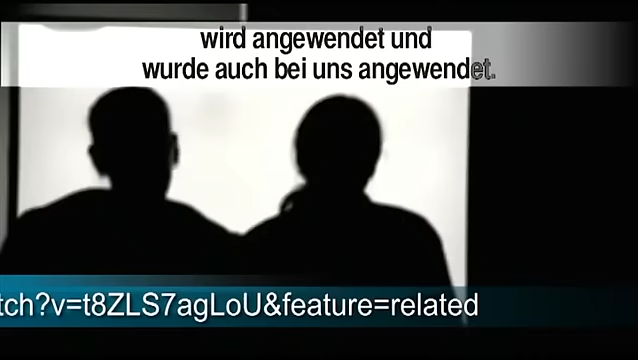 wird angewendet und
wurde auch bei uns angewendet.
tch?v=t8ZLS7agLoU&feature=related